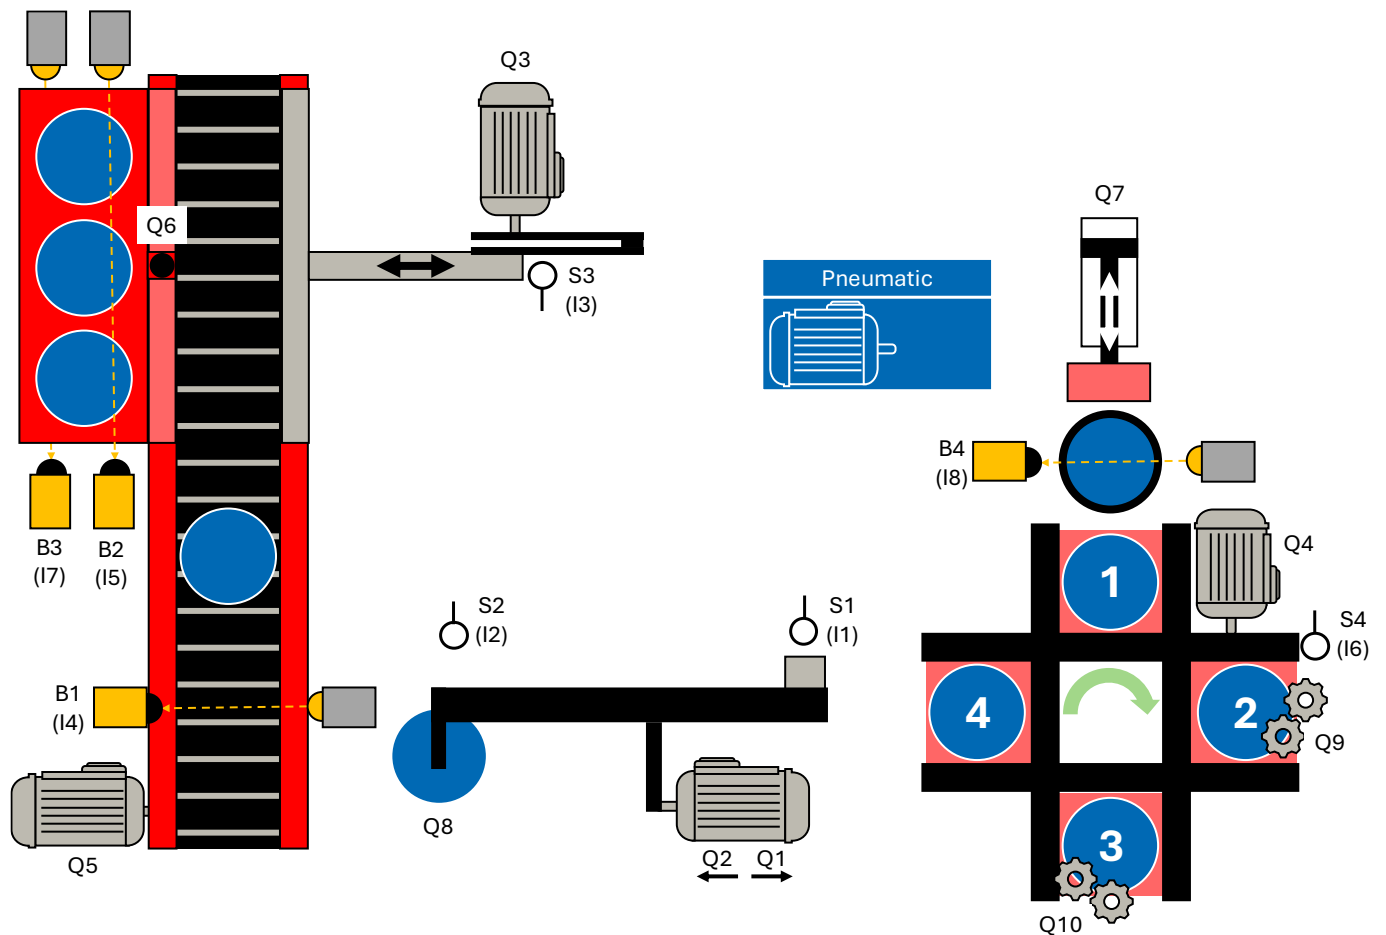 Q3
Q7
Q6
S3
(I3)
Pneumatic
B4
(I8)
B3
(I7)
B2
(I5)
Q4
1
S2
(I2)
S1
(I1)
S4
(I6)
B1
(I4)
4
2
Q9
Q8
3
Q5
Q2
Q1
Q10